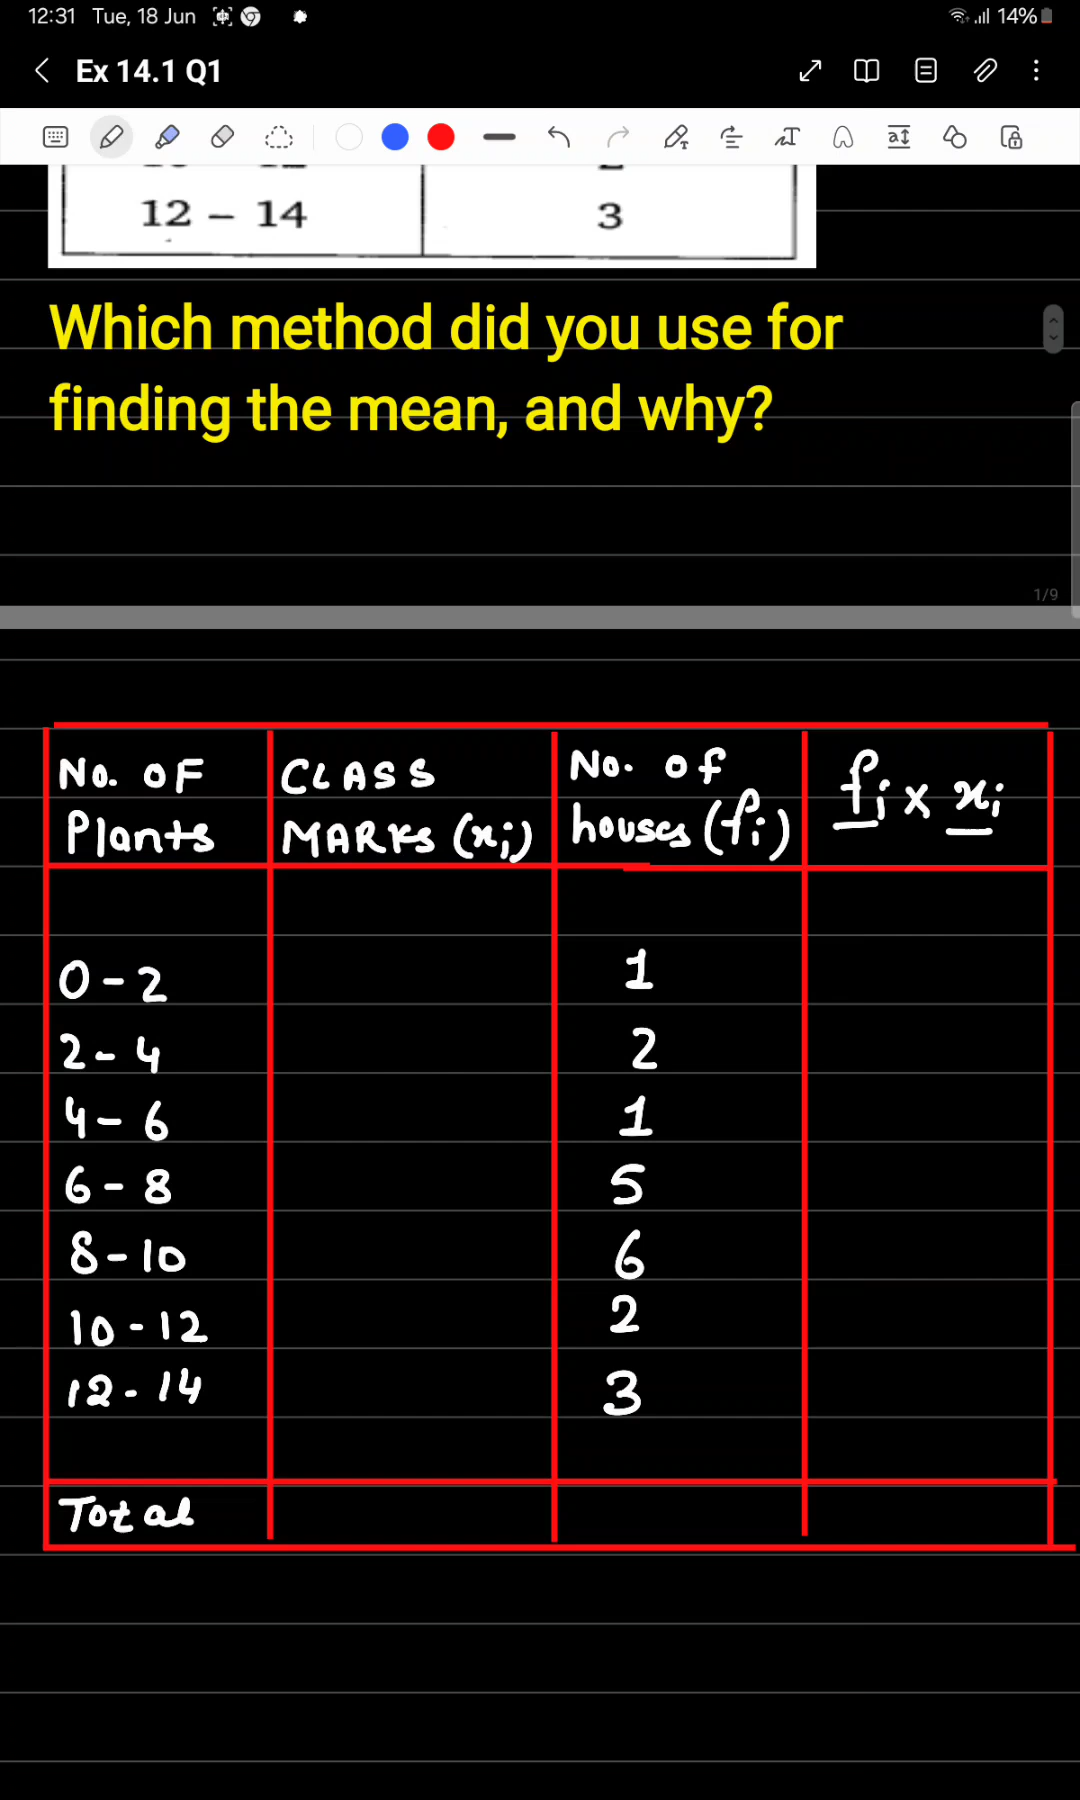 12:31 Tue, 18 Jun 14%
Ex 14.1 Q1
12 – 14 3
Which method did you use for
finding the mean, and why?
1/9
No. OF CLASS No. of fi x xi
Plants MARKs (xi) houses (fi)
0 - 2 1
2 - 4 2
4 - 6 1
6 - 8 5
8 - 10 6
10 - 12 2
12 - 14 3
Total